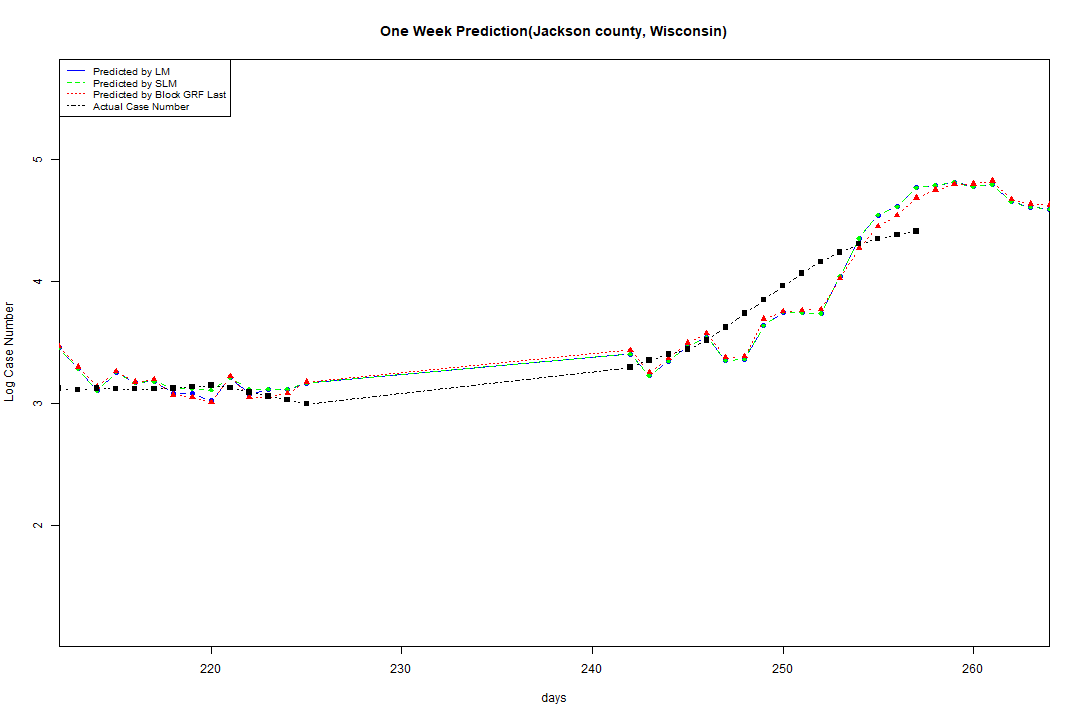 One Week Prediction(Jackson county, Wisconsin)
Predicted by LM
Predicted by SLM
Predicted by Block GRF Last
Actual Case Number
5
4
3
2
Log Case Number
220 230 240 250 260
days